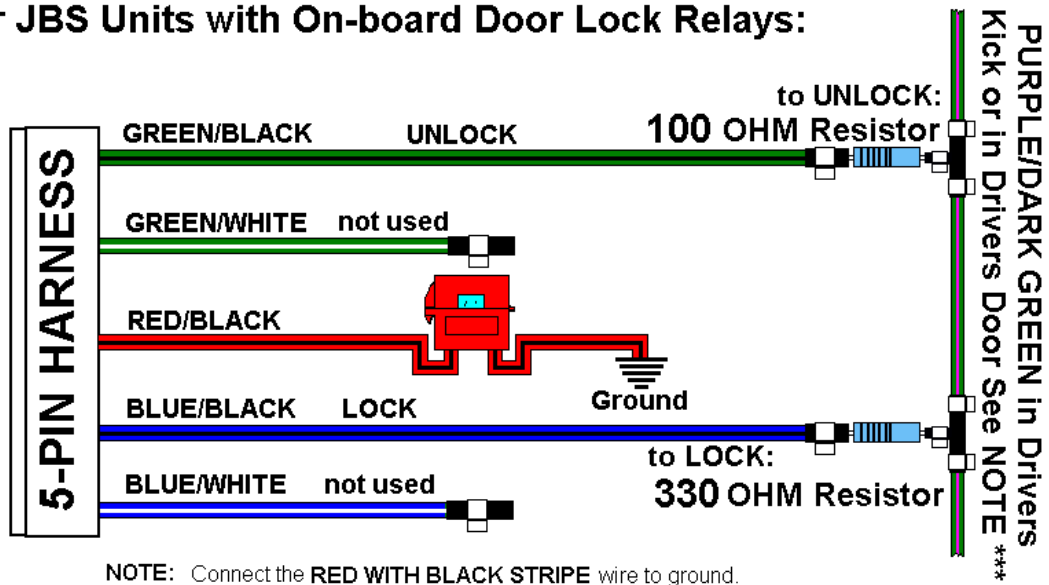 JBS Units with On-board Door Lock Relays:
to UNLOCK:
GREEN/BLACK UNLOCK 100 OHM Resistor
GREEN/WHITE not used
RED/BLACK
Ground
BLUE/BLACK LOCK
to LOCK:
BLUE/WHITE not used 330 OHM Resistor
5-PIN HARNESS
PURPLE/DARK GREEN in Drivers
Kick or in Drivers Door See NOTE ***
NOTE: Connect the RED WITH BLACK STRIPE wire to ground.